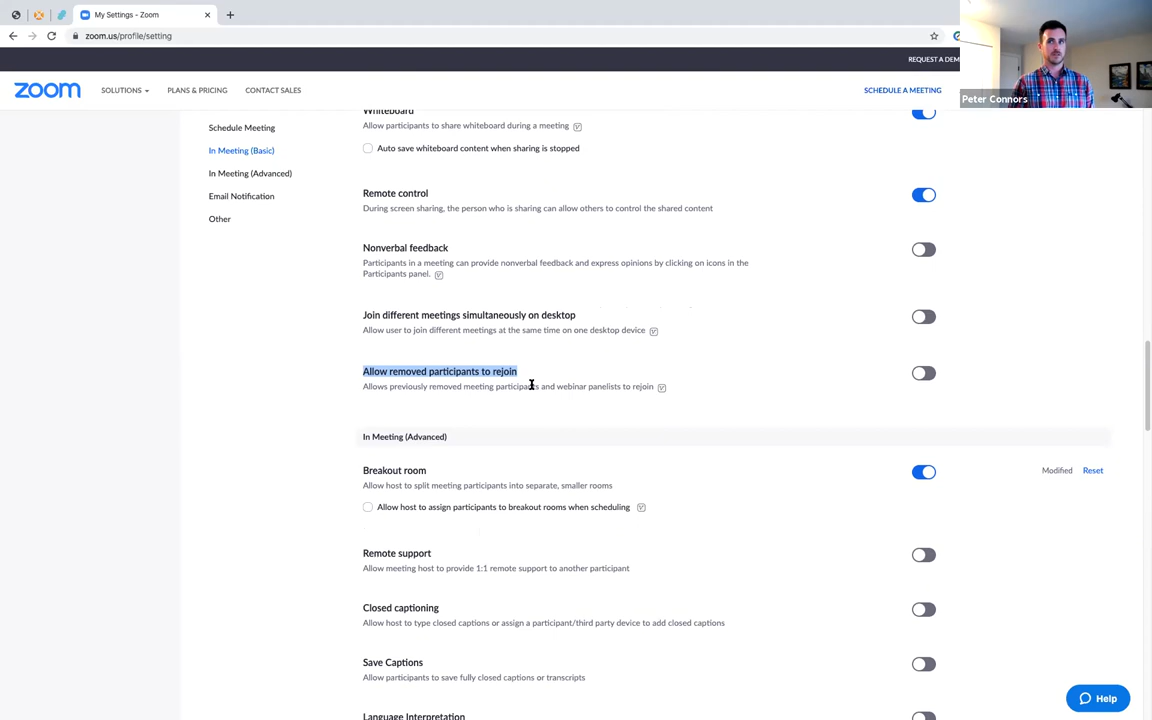 My Settings - Zoom
zoom.us/profile/setting
REQUEST A DEM
zoom
SOLUTIONS
PLANS & PRICING
CONTACT SALES
SCHEDULE A MEETING
Peter Connors
Schedule Meeting
In Meeting (Basic)
In Meeting (Advanced)
Email Notification
Other
Whiteboard
Allow participants to share whiteboard during a meeting
Auto save whiteboard content when sharing is stopped
Remote control
During screen sharing, the person who is sharing can allow others to control the shared content
Nonverbal feedback
Participants in a meeting can provide nonverbal feedback and express opinions by clicking on icons in the
Participants panel.
Join different meetings simultaneously on desktop
Allow user to join different meetings at the same time on one desktop device
Allow removed participants to rejoin
Allows previously removed meeting participants and webinar panelists to rejoin
In Meeting (Advanced)
Breakout room
Modified
Reset
Allow host to split meeting participants into separate, smaller rooms
Allow host to assign participants to breakout rooms when scheduling
Remote support
Allow meeting host to provide 1:1 remote support to another participant
Closed captioning
Allow host to type closed captions or assign a participant/third party device to add closed captions
Save Captions
Allow participants to save fully closed captions or transcripts
Language Interpretation
Help